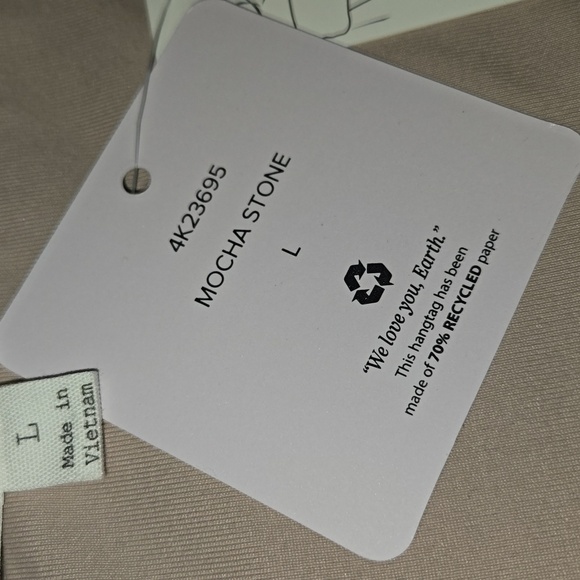 4K23695
MOCHA STONE
L
“We love you, Earth.”
This hangtag has been
made of 70% RECYCLED paper
L
Made in
Vietnam